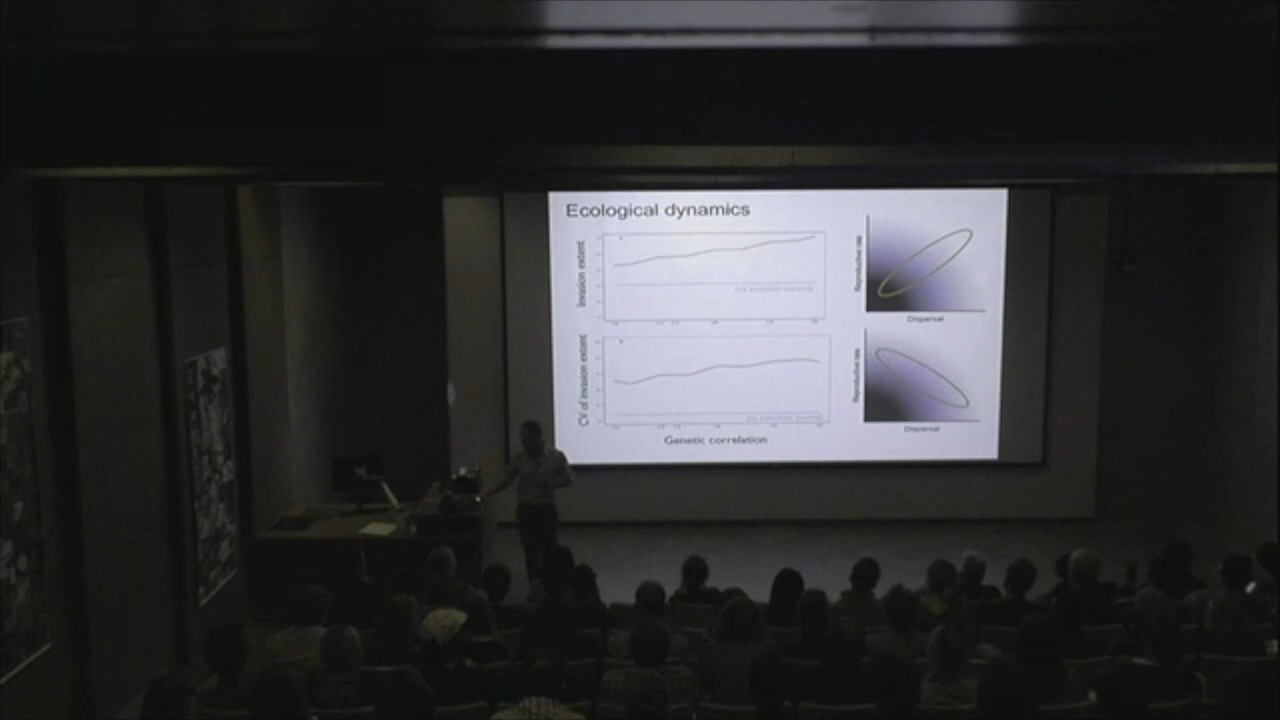 Ecological dynamics
Invasion extent
CV of invasion extent
Genetic correlation
Reproductive rate
Dispersal
Reproductive rate
Dispersal